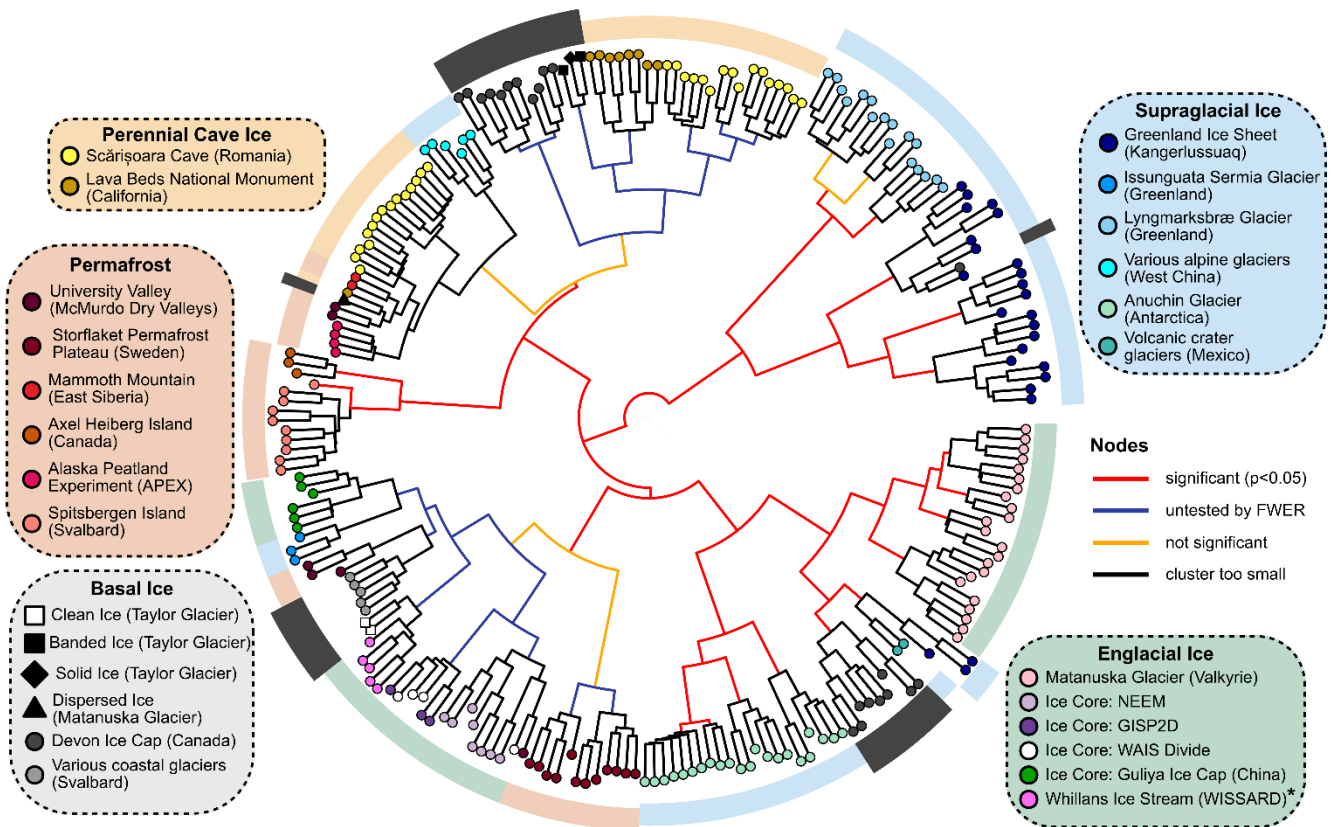 Perennial Cave Ice
Scărișoara Cave (Romania)
Lava Beds National Monument
(California)
Permafrost
University Valley
(McMurdo Dry Valleys)
Storflaket Permafrost
Plateau (Sweden)
Mammoth Mountain
(East Siberia)
Axel Heiberg Island
(Canada)
Alaska Peatland
Experiment (APEX)
Spitsbergen Island
(Svalbard)
Basal Ice
Clean Ice (Taylor Glacier)
Banded Ice (Taylor Glacier)
Solid Ice (Taylor Glacier)
Dispersed Ice
(Matanuska Glacier)
Devon Ice Cap (Canada)
Various coastal glaciers
(Svalbard)
Supraglacial Ice
Greenland Ice Sheet
(Kangerlussuaq)
Issunguata Sermia Glacier
(Greenland)
Lyngmarksbræ Glacier
(Greenland)
Various alpine glaciers
(West China)
Anuchin Glacier
(Antarctica)
Volcanic crater
glaciers (Mexico)
Nodes
significant (p<0.05)
untested by FWER
not significant
cluster too small
Englacial Ice
Matanuska Glacier (Valkyrie)
Ice Core: NEEM
Ice Core: GISP2D
Ice Core: WAIS Divide
Ice Core: Guliya Ice Cap (China)
Whillans Ice Stream (WISSARD)*